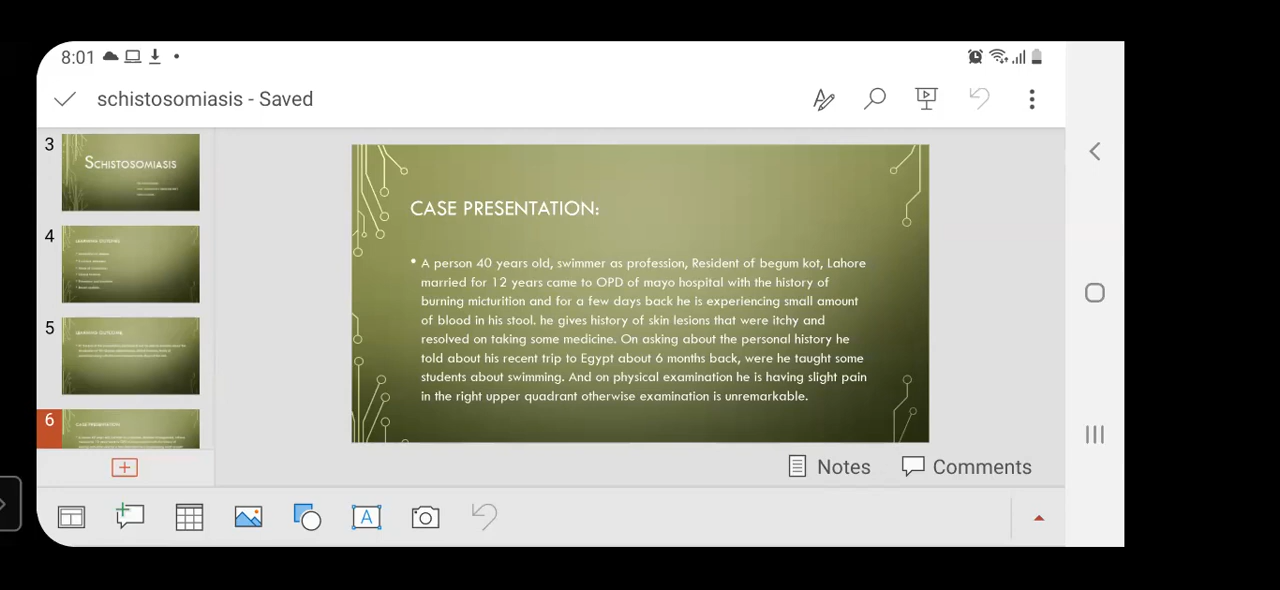 8:01
schistosomiasis - Saved
3
SCHISTOSOMIASIS
4
5
6
CASE PRESENTATION:
• A person 40 years old, swimmer as profession, Resident of begum kot, Lahore
married for 12 years came to OPD of mayo hospital with the history of
burning micturition and for a few days back he is experiencing small amount
of blood in his stool. he gives history of skin lesions that were itchy and
resolved on taking some medicine. On asking about the personal history he
told about his recent trip to Egypt about 6 months back, were he taught some
students about swimming. And on physical examination he is having slight pain
in the right upper quadrant otherwise examination is unremarkable.
Notes
Comments